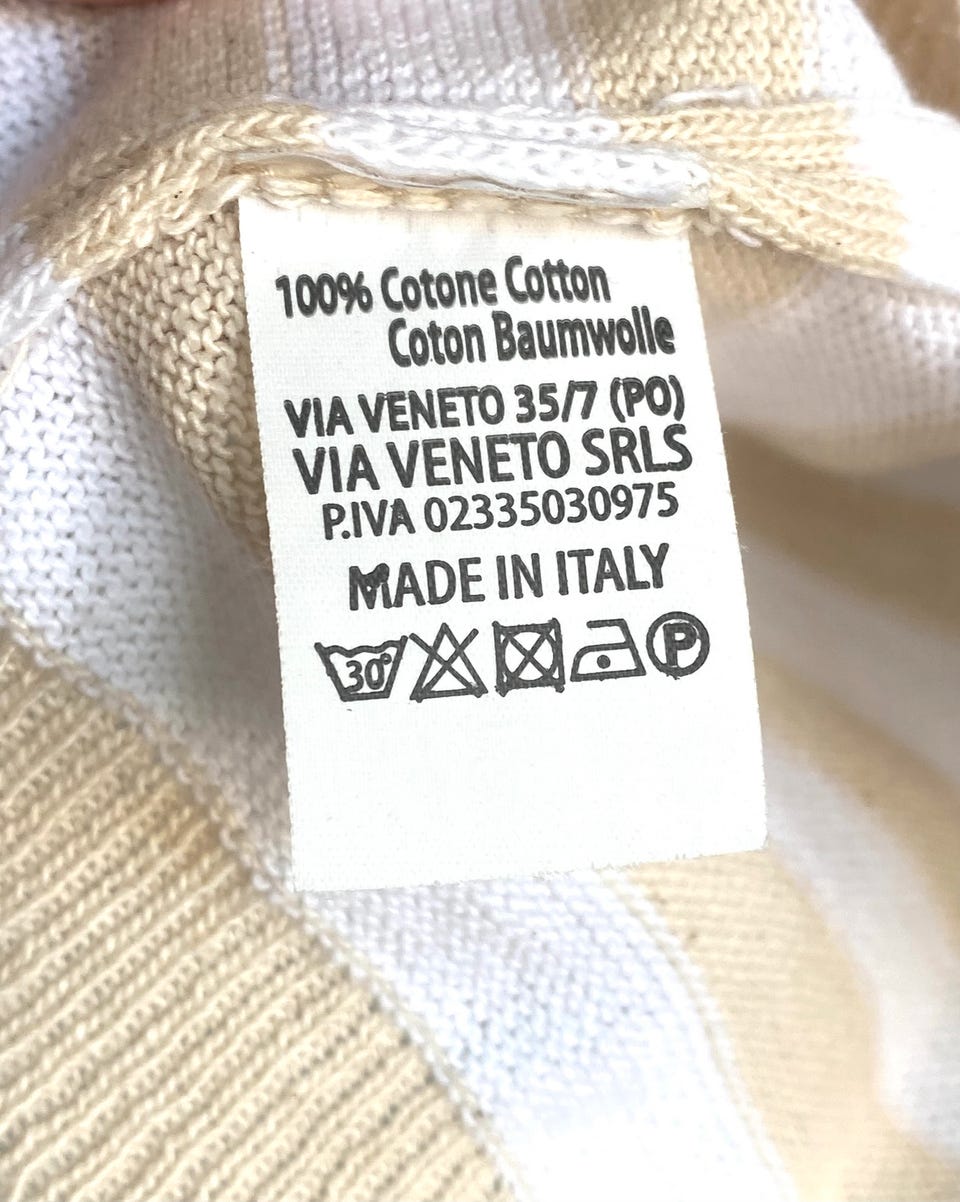 100% Cotone Cotton
Coton Baumwolle
VIA VENETO 35/7 (PO)
VIA VENETO SRLS
P.IVA 02335030975
MADE IN ITALY
30° P